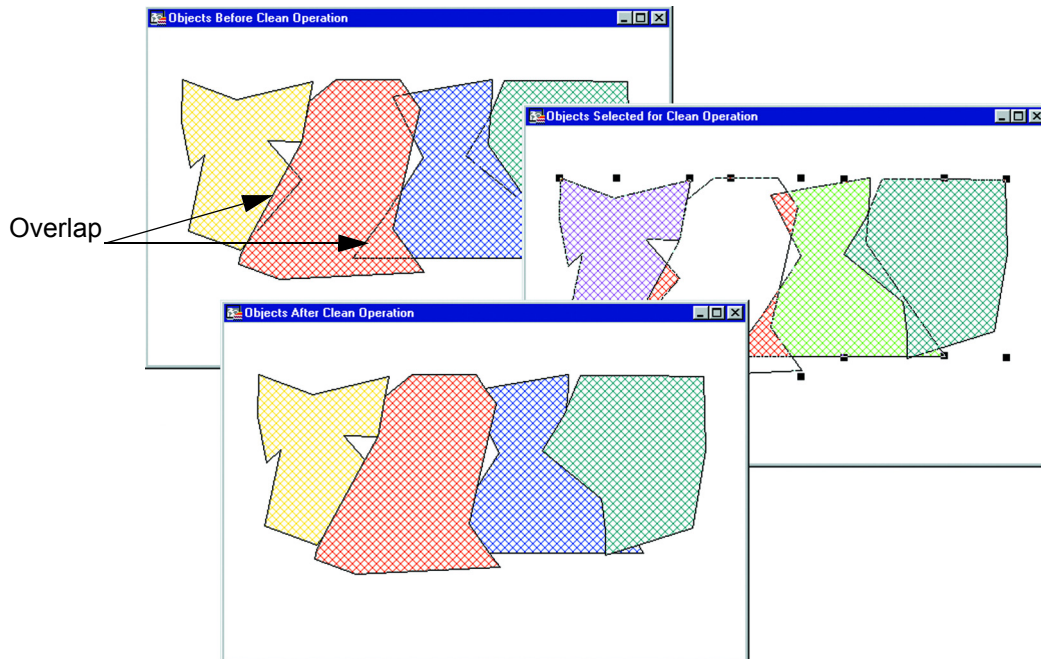 Objects Before Clean Operation
Objects Selected for Clean Operation
Overlap
Objects After Clean Operation